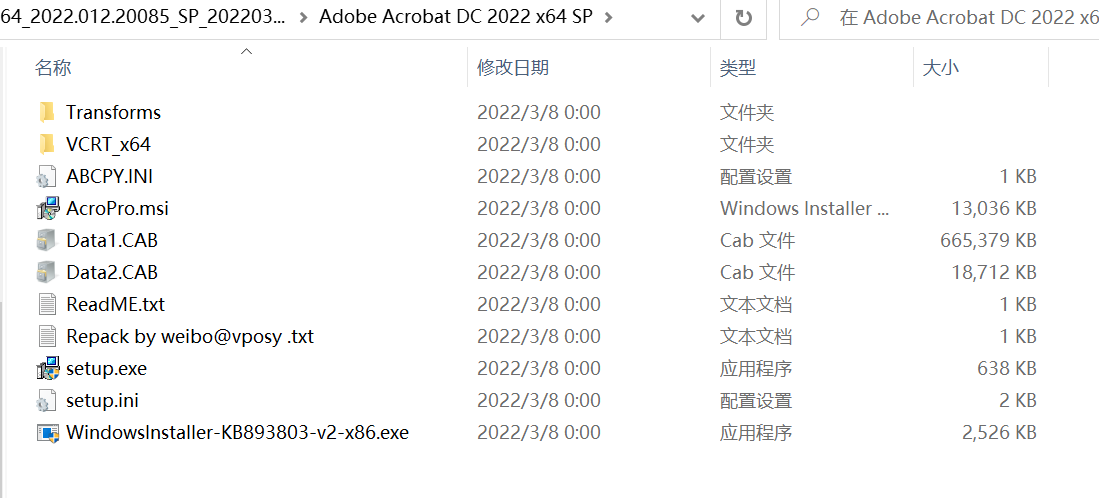 64_2022.012.20085_SP_202203... > Adobe Acrobat DC 2022 x64 SP > 在 Adobe Acrobat DC 2022 x6
名称 修改日期 类型 大小
Transforms 2022/3/8 0:00 文件夹
VCRT_x64 2022/3/8 0:00 文件夹
ABCPY.INI 2022/3/8 0:00 配置设置 1 KB
AcroPro.msi 2022/3/8 0:00 Windows Installer ... 13,036 KB
Data1.CAB 2022/3/8 0:00 Cab 文件 665,379 KB
Data2.CAB 2022/3/8 0:00 Cab 文件 18,712 KB
ReadME.txt 2022/3/8 0:00 文本文档 1 KB
Repack by weibo@vposy .txt 2022/3/8 0:00 文本文档 1 KB
setup.exe 2022/3/8 0:00 应用程序 638 KB
setup.ini 2022/3/8 0:00 配置设置 2 KB
WindowsInstaller-KB893803-v2-x86.exe 2022/3/8 0:00 应用程序 2,526 KB